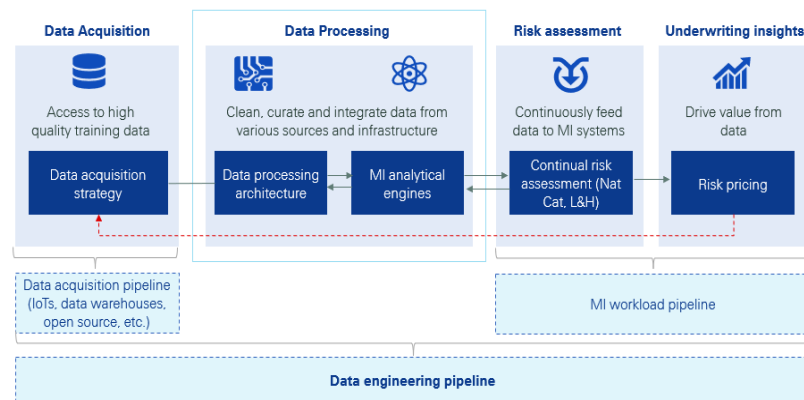 Data Acquisition
Data Processing
Risk assessment
Underwriting insights
Access to high
quality training data
Clean, curate and integrate data from
various sources and infrastructure
Continuously feed
data to MI systems
Drive value from
data
Data acquisition
strategy
Data processing
architecture
MI analytical
engines
Continual risk
assessment (Nat
Cat, L&H)
Risk pricing
Data acquisition pipeline
(IoTs, data warehouses,
open source, etc.)
MI workload pipeline
Data engineering pipeline